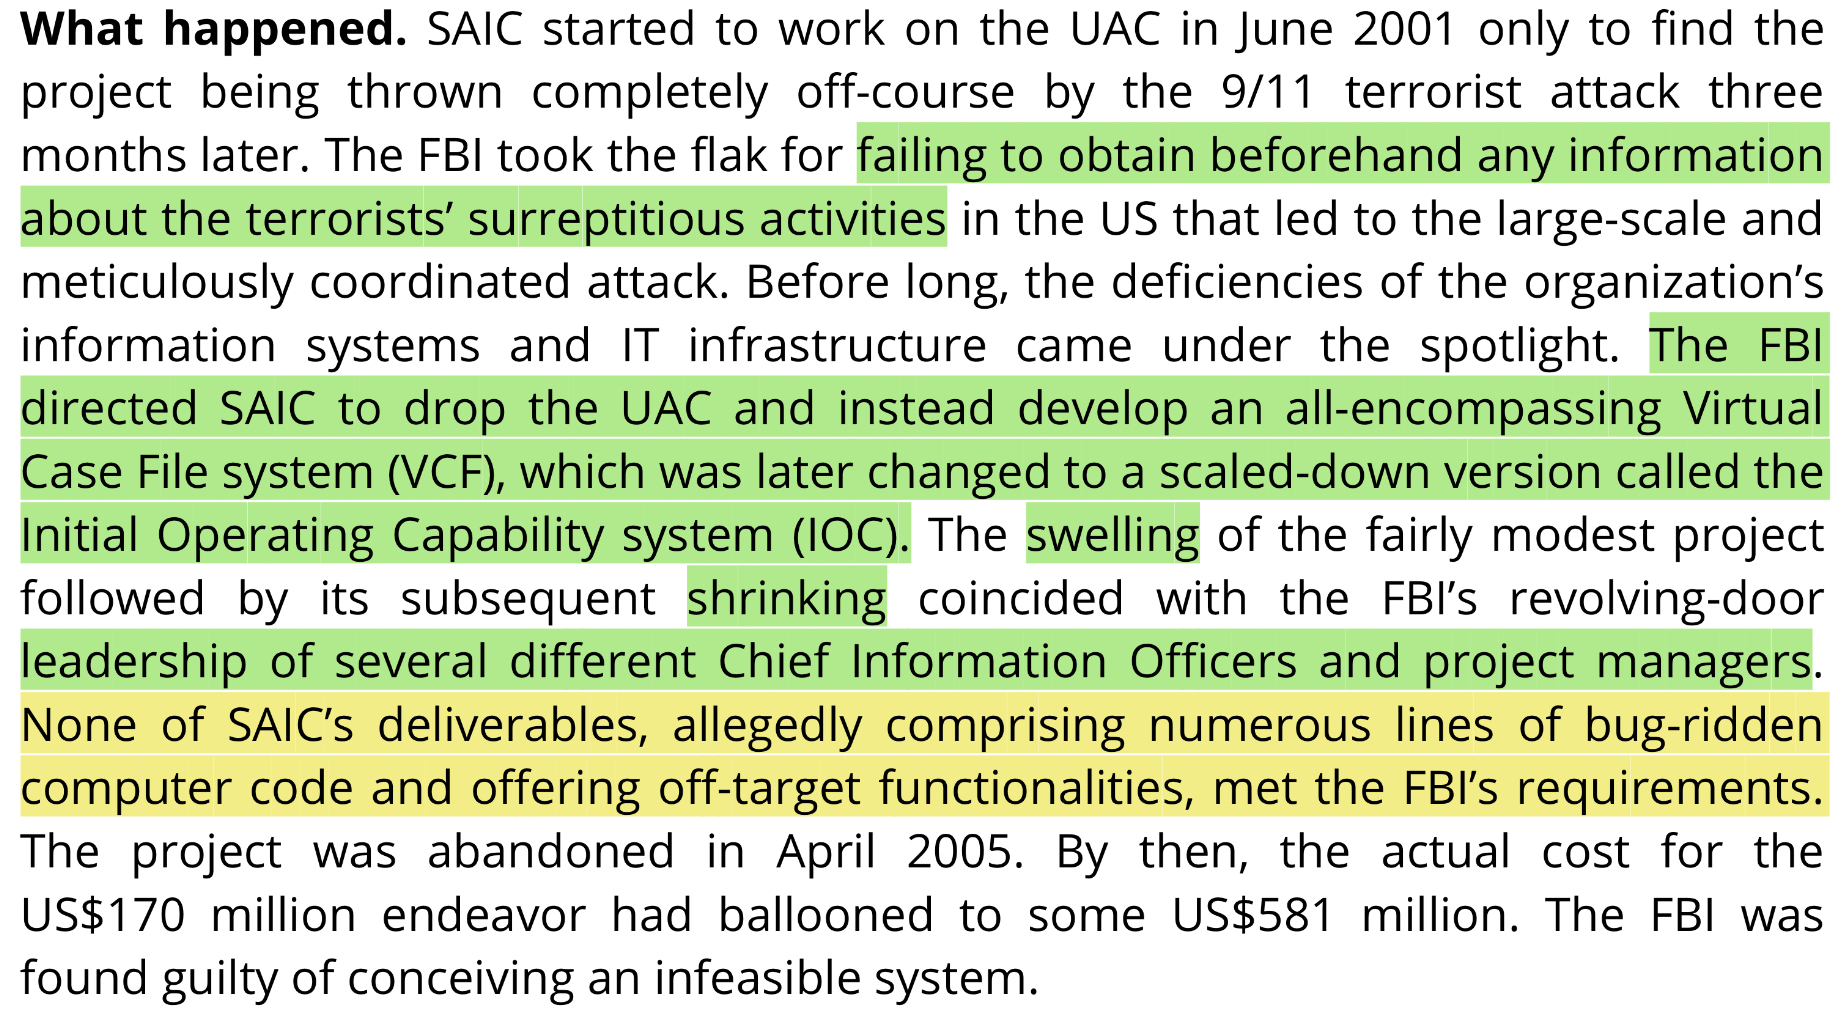 What happened. SAIC started to work on the UAC in June 2001 only to find the
project being thrown completely off-course by the 9/11 terrorist attack three
months later. The FBI took the flak for failing to obtain beforehand any information
about the terrorists’ surreptitious activities in the US that led to the large-scale and
meticulously coordinated attack. Before long, the deficiencies of the organization’s
information systems and IT infrastructure came under the spotlight. The FBI
directed SAIC to drop the UAC and instead develop an all-encompassing Virtual
Case File system (VCF), which was later changed to a scaled-down version called the
Initial Operating Capability system (IOC). The swelling of the fairly modest project
followed by its subsequent shrinking coincided with the FBI’s revolving-door
leadership of several different Chief Information Officers and project managers.
None of SAIC’s deliverables, allegedly comprising numerous lines of bug-ridden
computer code and offering off-target functionalities, met the FBI’s requirements.
The project was abandoned in April 2005. By then, the actual cost for the
US$170 million endeavor had ballooned to some US$581 million. The FBI was
found guilty of conceiving an infeasible system.